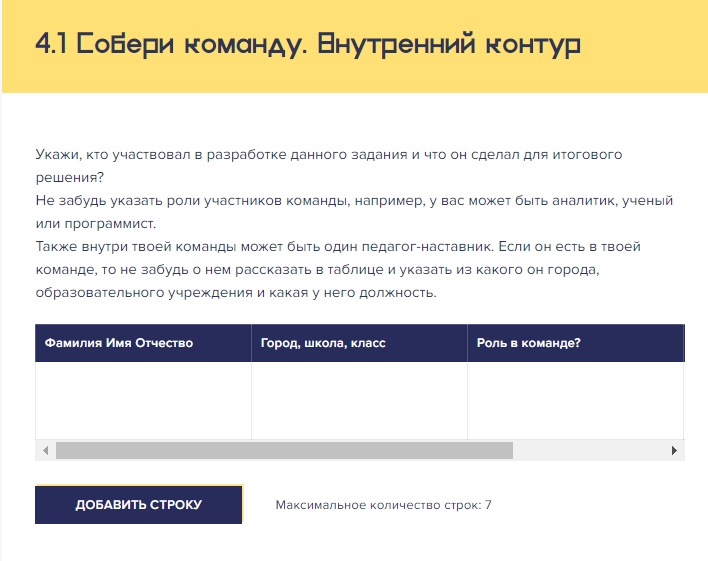 4.1 Собери команду. Внутренний контур
Укажи, кто участвовал в разработке данного задания и что он сделал для итогового
решения?
Не забудь указать роли участников команды, например, у вас может быть аналитик, ученый
или программист.
Также внутри твоей команды может быть один педагог-наставник. Если он есть в твоей
команде, то не забудь о нем рассказать в таблице и указать из какого он города,
образовательного учреждения и какая у него должность.
Фамилия Имя Отчество Город, школа, класс Роль в команде?
ДОБАВИТЬ СТРОКУ Максимальное количество строк: 7